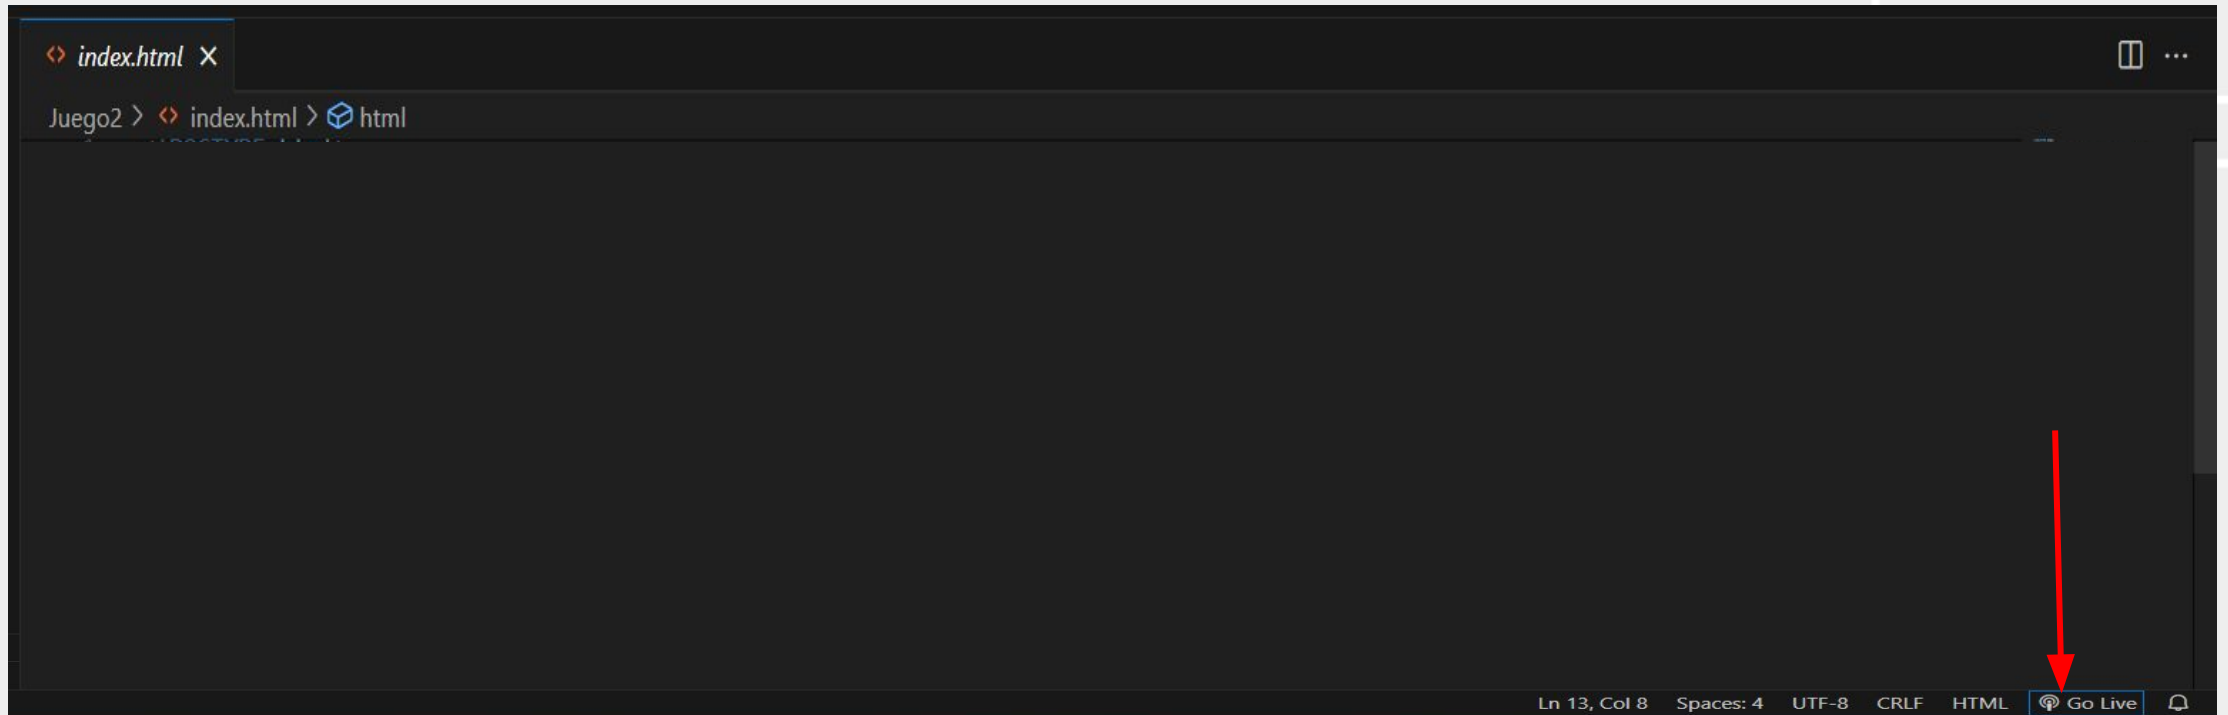 index.html
Juego2 > index.html > html
Ln 13, Col 8 Spaces: 4 UTF-8 CRLF HTML Go Live